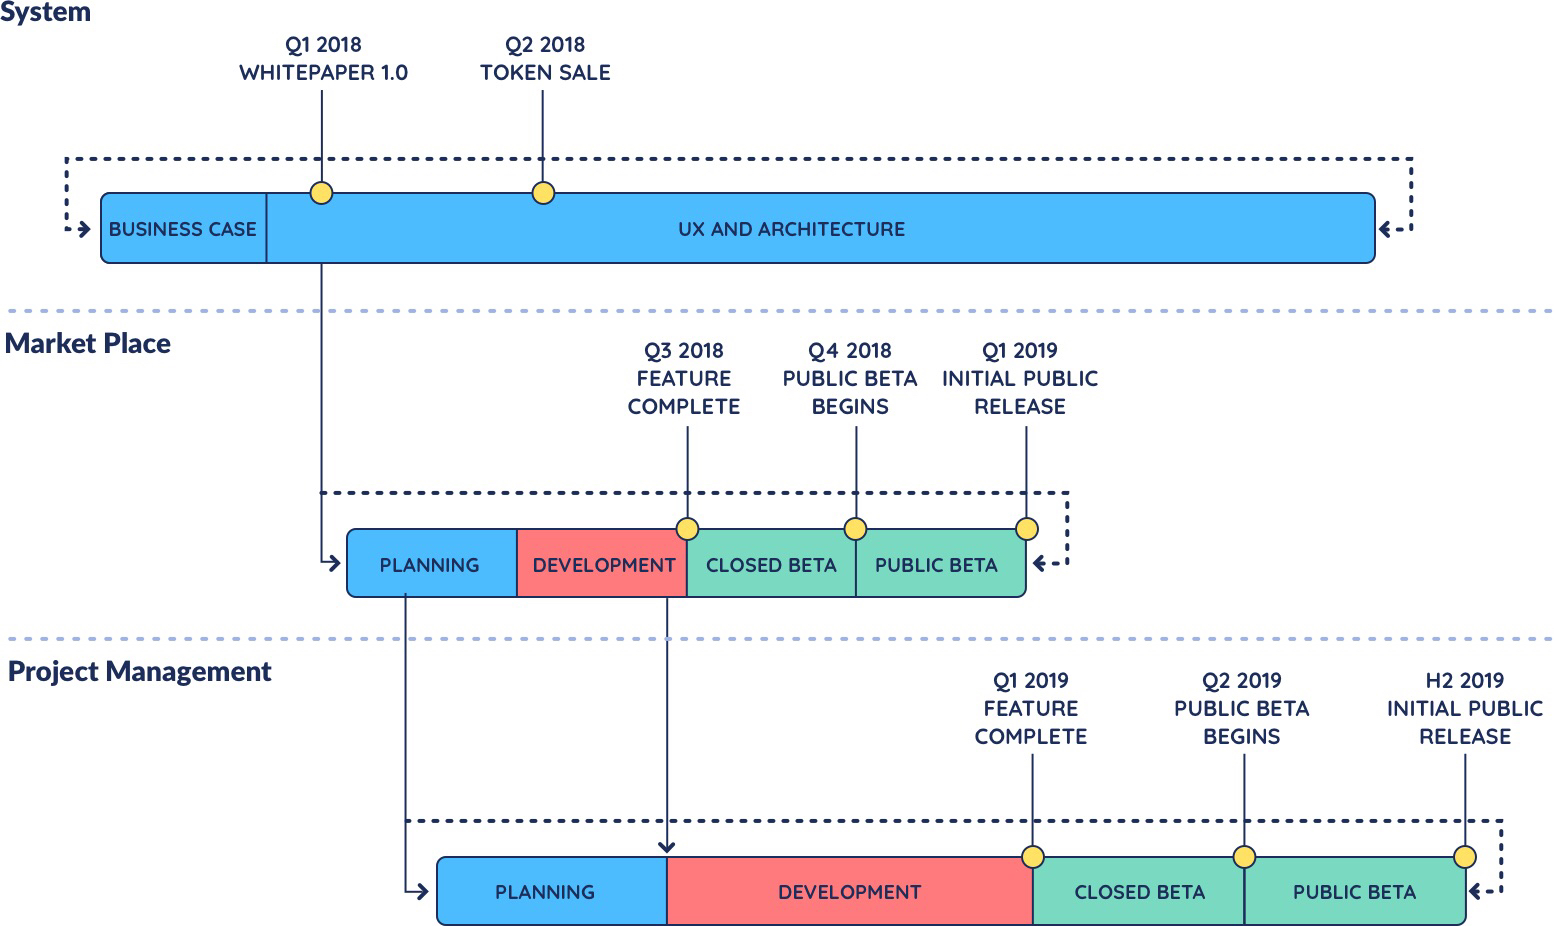 System
Q1 2018
WHITEPAPER 1.0
Q2 2018
TOKEN SALE
BUSINESS CASE
UX AND ARCHITECTURE
Market Place
Q3 2018
FEATURE
COMPLETE
Q4 2018
PUBLIC BETA
BEGINS
Q1 2019
INITIAL PUBLIC
RELEASE
PLANNING
DEVELOPMENT
CLOSED BETA
PUBLIC BETA
Project Management
Q1 2019
FEATURE
COMPLETE
Q2 2019
PUBLIC BETA
BEGINS
H2 2019
INITIAL PUBLIC
RELEASE
PLANNING
DEVELOPMENT
CLOSED BETA
PUBLIC BETA